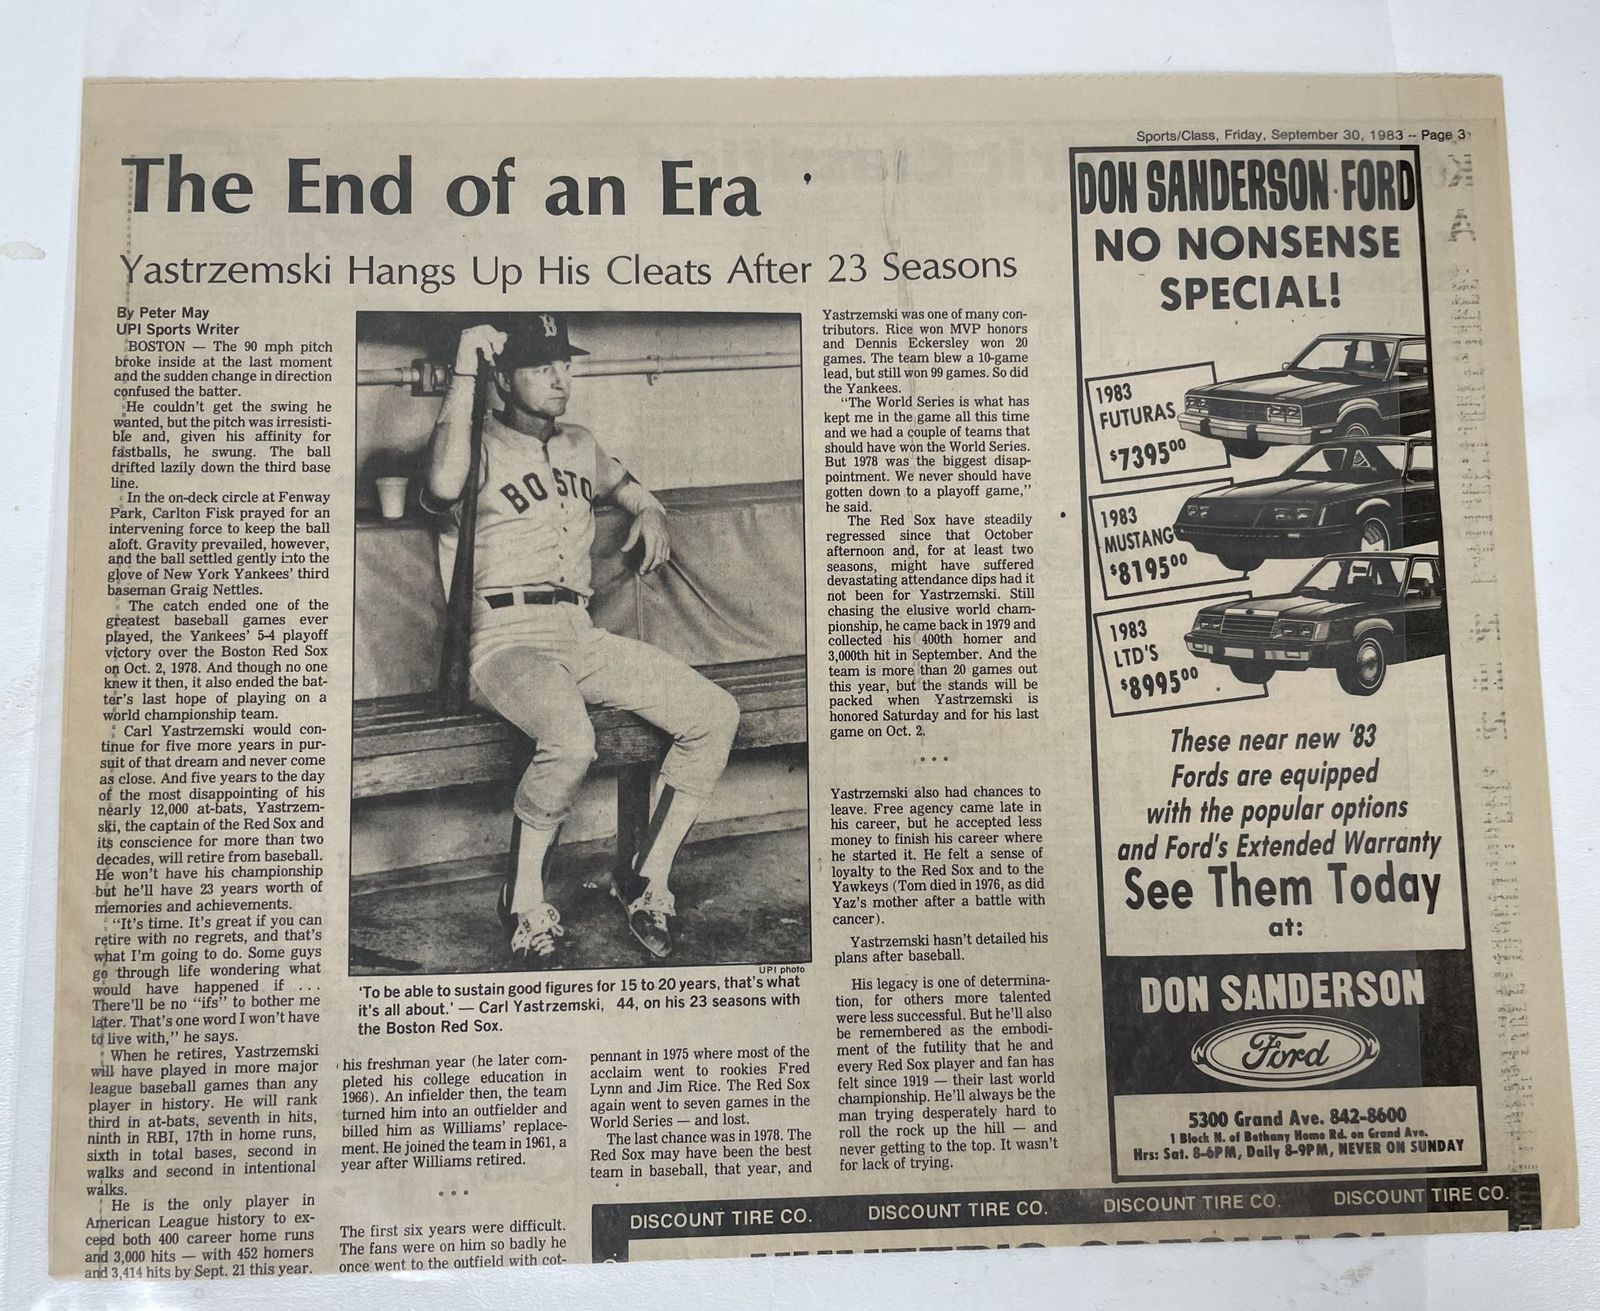 Sports/Class, Friday, September 30, 1983 -- Page 3
The End of an Era
Yastrzemski Hangs Up His Cleats After 23 Seasons
By Peter May
UPI Sports Writer
BOSTON — The 90 mph pitch
broke inside at the last moment
and the sudden change in direction
confused the batter.
He couldn't get the swing he
wanted, but the pitch was irresisti-
ble and, given his affinity for
fastballs, he swung. The ball
drifted lazily down the third base
line.
In the on-deck circle at Fenway
Park, Carlton Fisk prayed for an
intervening force to keep the ball
aloft. Gravity prevailed, however,
and the ball settled gently into the
glove of New York Yankees' third
baseman Graig Nettles.
The catch ended one of the
greatest baseball games ever
played, the Yankees' 5-4 playoff
victory over the Boston Red Sox
on Oct. 2, 1978. And though no one
knew it then, it also ended the bat-
ter's last hope of playing on a
world championship team.
Carl Yastrzemski would con-
tinue for five more years in pur-
suit of that dream and never come
as close. And five years to the day
of the most disappointing of his
nearly 12,000 at-bats, Yastrzem-
ski, the captain of the Red Sox and
its conscience for more than two
decades, will retire from baseball.
He won't have his championship
but he'll have 23 years worth of
memories and achievements.
"It's time. It's great if you can
retire with no regrets, and that's
what I'm going to do. Some guys
go through life wondering what
would have happened if ...
There'll be no "ifs" to bother me
later. That's one word I won't have
to live with," he says.
When he retires, Yastrzemski
will have played in more major
league baseball games than any
player in history. He will rank
third in at-bats, seventh in hits,
ninth in RBI, 17th in home runs,
sixth in total bases, second in
walks and second in intentional
walks.
He is the only player in
American League history to ex-
ceed both 400 career home runs
and 3,000 hits — with 452 homers
and 3,414 hits by Sept. 21 this year.
B
BOSTO
UPI photo
'To be able to sustain good figures for 15 to 20 years, that's what
it's all about.' — Carl Yastrzemski, 44, on his 23 seasons with
the Boston Red Sox.
his freshman year (he later com-
pleted his college education in
1966). An infielder then, the team
turned him into an outfielder and
billed him as Williams' replace-
ment. He joined the team in 1961, a
year after Williams retired.
• • •
The first six years were difficult.
The fans were on him so badly he
once went to the outfield with cot-
pennant in 1975 where most of the
acclaim went to rookies Fred
Lynn and Jim Rice. The Red Sox
again went to seven games in the
World Series — and lost.
The last chance was in 1978. The
Red Sox may have been the best
team in baseball, that year, and
Yastrzemski was one of many con-
tributors. Rice won MVP honors
and Dennis Eckersley won 20
games. The team blew a 10-game
lead, but still won 99 games. So did
the Yankees.
"The World Series is what has
kept me in the game all this time
and we had a couple of teams that
should have won the World Series.
But 1978 was the biggest disap-
pointment. We never should have
gotten down to a playoff game,"
he said.
The Red Sox have steadily
regressed since that October
afternoon and, for at least two
seasons, might have suffered
devastating attendance dips had it
not been for Yastrzemski. Still
chasing the elusive world cham-
pionship, he came back in 1979 and
collected his 400th homer and
3,000th hit in September. And the
team is more than 20 games out
this year, but the stands will be
packed when Yastrzemski is
honored Saturday and for his last
game on Oct. 2.
• • •
Yastrzemski also had chances to
leave. Free agency came late in
his career, but he accepted less
money to finish his career where
he started it. He felt a sense of
loyalty to the Red Sox and to the
Yawkeys (Tom died in 1976, as did
Yaz's mother after a battle with
cancer).
Yastrzemski hasn't detailed his
plans after baseball.
His legacy is one of determina-
tion, for others more talented
were less successful. But he'll also
be remembered as the embodi-
ment of the futility that he and
every Red Sox player and fan has
felt since 1919 — their last world
championship. He'll always be the
man trying desperately hard to
roll the rock up the hill — and
never getting to the top. It wasn't
for lack of trying.
DON SANDERSON FORD
NO NONSENSE
SPECIAL!
1983
FUTURAS
$7395⁰⁰
1983
MUSTANG
$8195⁰⁰
1983
LTD'S
$8995⁰⁰
These near new '83
Fords are equipped
with the popular options
and Ford's Extended Warranty
See Them Today
at:
DON SANDERSON
Ford
5300 Grand Ave. 842-8600
1 Block N. of Bethany Home Rd. on Grand Ave.
Hrs: Sat. 8-6PM, Daily 8-9PM, NEVER ON SUNDAY
DISCOUNT TIRE CO. DISCOUNT TIRE CO. DISCOUNT TIRE CO. DISCOUNT TIRE CO.